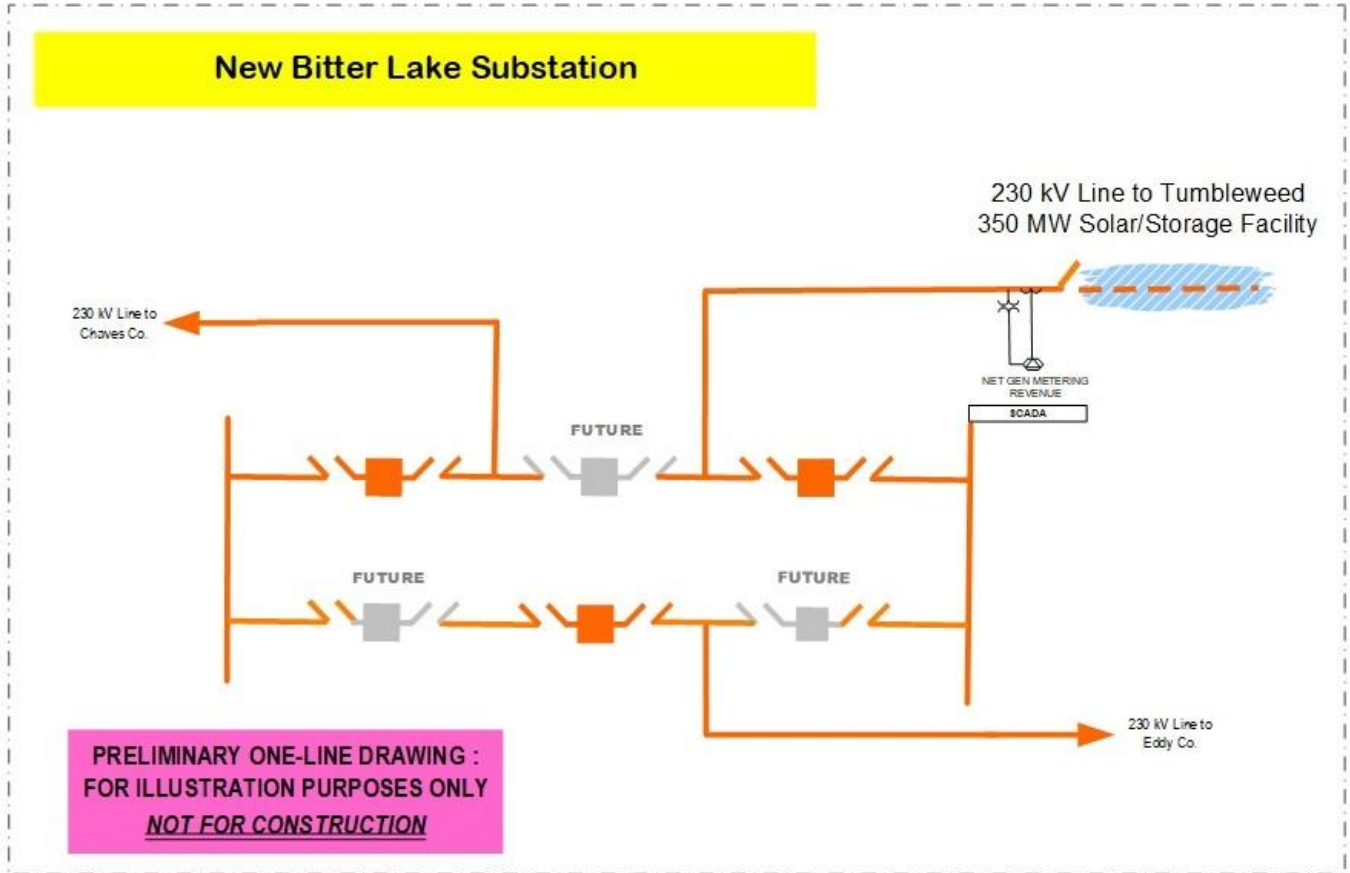 New Bitter Lake Substation
230 kV Line to Tumbleweed
350 MW Solar/Storage Facility
230 kV Line to
Chaves Co.
NET GEN METERING
REVENUE
SCADA
FUTURE
FUTURE
FUTURE
230 kV Line to
Eddy Co.
PRELIMINARY ONE-LINE DRAWING :
FOR ILLUSTRATION PURPOSES ONLY
NOT FOR CONSTRUCTION